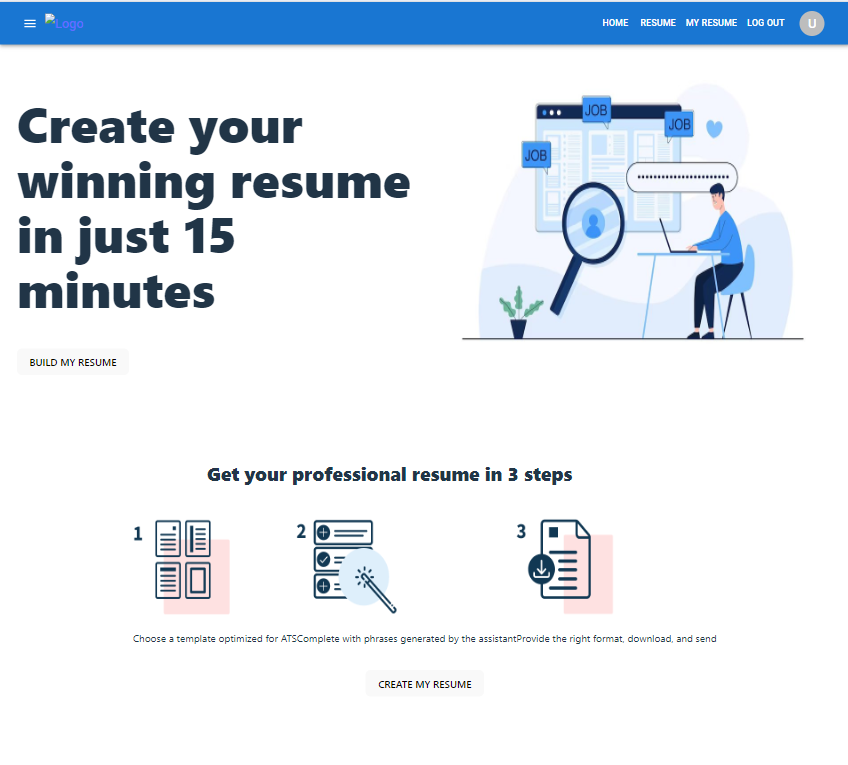 Logo
HOME RESUME MY RESUME LOG OUT U
Create your
winning resume
in just 15
minutes
JOB
JOB
JOB
BUILD MY RESUME
Get your professional resume in 3 steps
1 2 3
Choose a template optimized for ATSComplete with phrases generated by the assistantProvide the right format, download, and send
CREATE MY RESUME